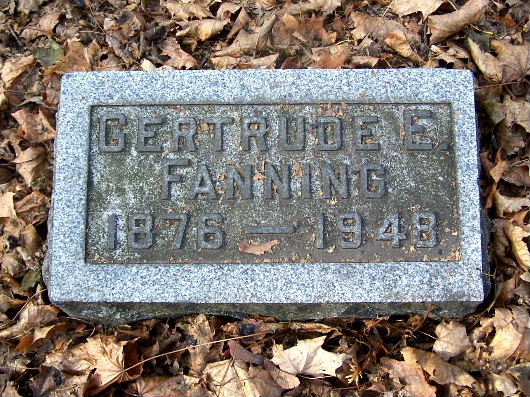 GERTRUDE E.
FANNING
1876 — 1948